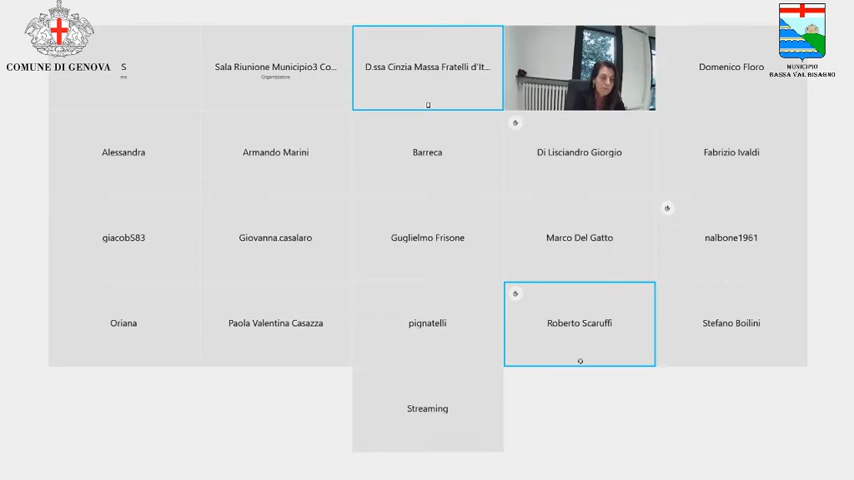 COMUNE DI GENOVA
S
Sala Riunione Municipio3 Co...
Organizzatore
D.ssa Cinzia Massa Fratelli d'It...
Domenico Floro
MUNICIPIO
BASSA VAL BISAGNO
Alessandra
Armando Marini
Barreca
Di Lisciandro Giorgio
Fabrizio Ivaldi
giacobS83
Giovanna.casalaro
Guglielmo Frisone
Marco Del Gatto
nalbone1961
Oriana
Paola Valentina Casazza
pignatelli
Roberto Scaruffi
Stefano Boilini
Streaming